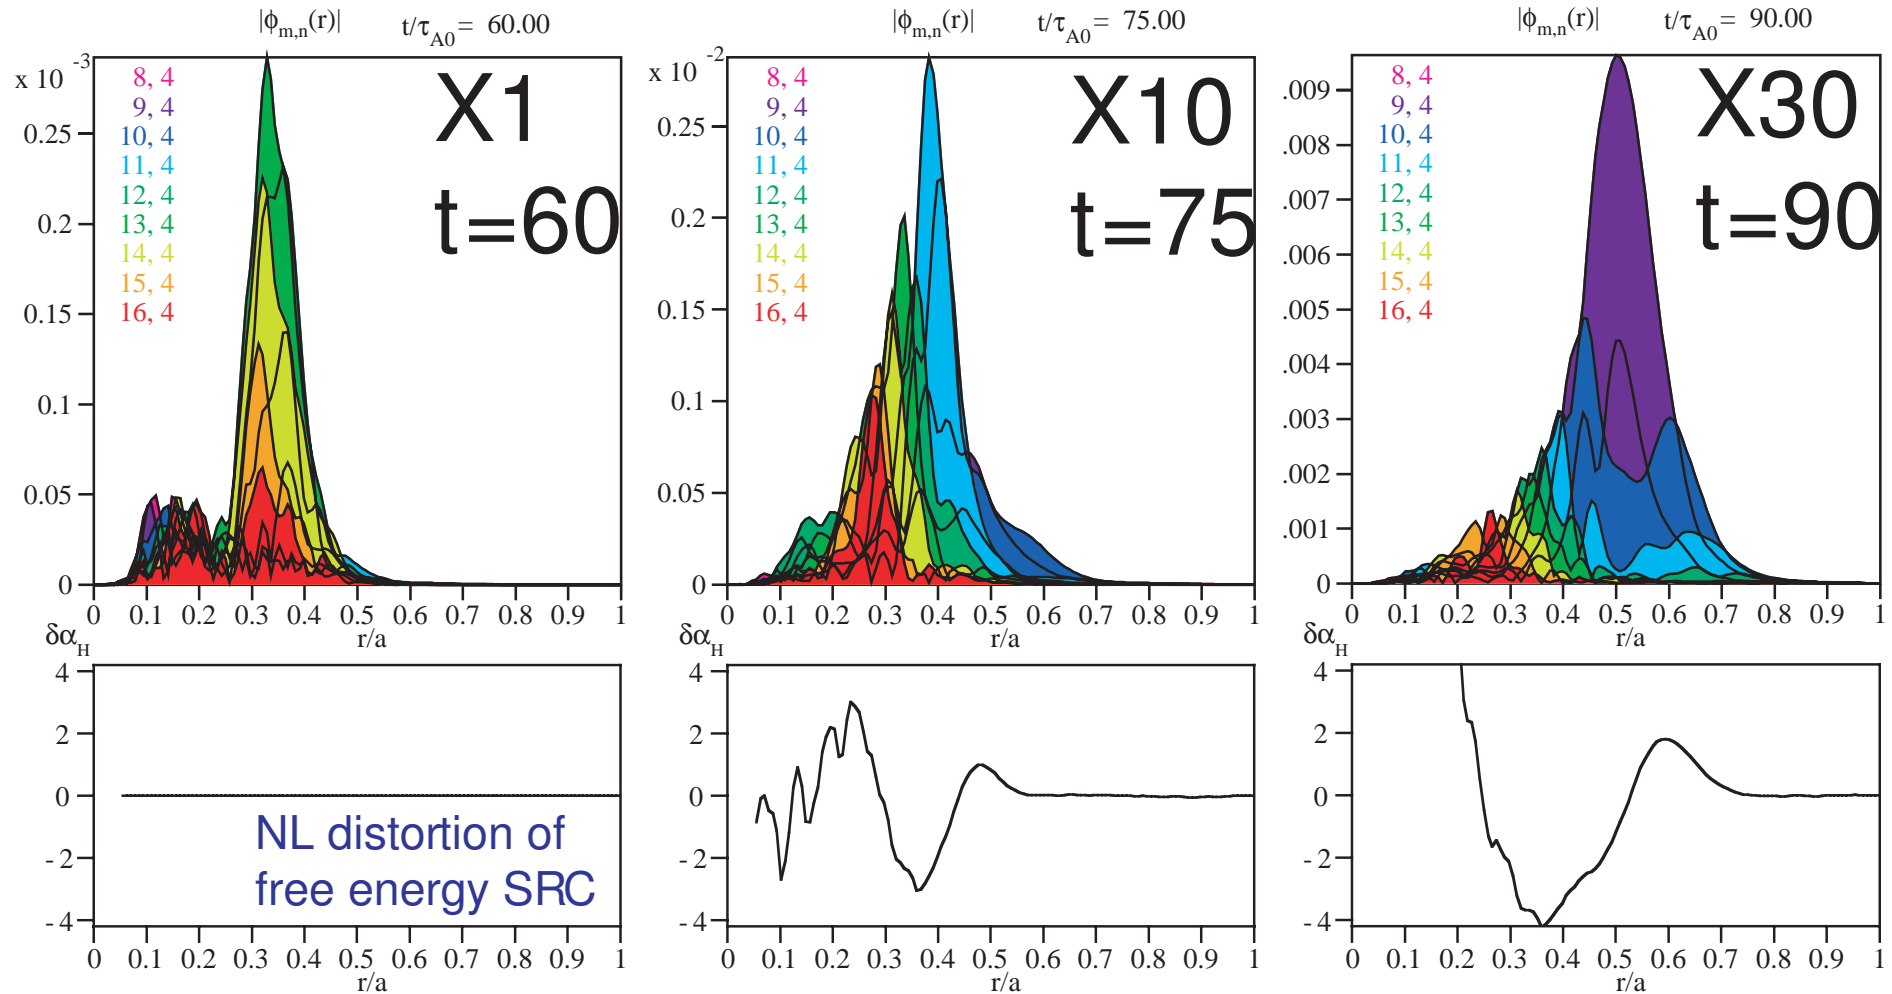 |ϕm,n(r)| t/τA0 = 60.00
x 10 -3
8, 4
9, 4
10, 4
11, 4
12, 4
13, 4
14, 4
15, 4
16, 4
X1
t=60
0.25
0.2
0.15
0.1
0.05
0
0 0.1 0.2 0.3 0.4 0.5 0.6 0.7 0.8 0.9 1
r/a
δαH
4
2
0
-2
-4
NL distortion of
free energy SRC
0 0.1 0.2 0.3 0.4 0.5 0.6 0.7 0.8 0.9 1
r/a
|ϕm,n(r)| t/τA0 = 75.00
x 10 -2
8, 4
9, 4
10, 4
11, 4
12, 4
13, 4
14, 4
15, 4
16, 4
X10
t=75
0.25
0.2
0.15
0.1
0.05
0
0 0.1 0.2 0.3 0.4 0.5 0.6 0.7 0.8 0.9 1
r/a
δαH
4
2
0
-2
-4
0 0.1 0.2 0.3 0.4 0.5 0.6 0.7 0.8 0.9 1
r/a
|ϕm,n(r)| t/τA0 = 90.00
8, 4
9, 4
10, 4
11, 4
12, 4
13, 4
14, 4
15, 4
16, 4
X30
t=90
.009
.008
.007
.006
.005
.004
.003
.002
.001
0
0 0.1 0.2 0.3 0.4 0.5 0.6 0.7 0.8 0.9 1
r/a
δαH
4
2
0
-2
-4
0 0.1 0.2 0.3 0.4 0.5 0.6 0.7 0.8 0.9 1
r/a